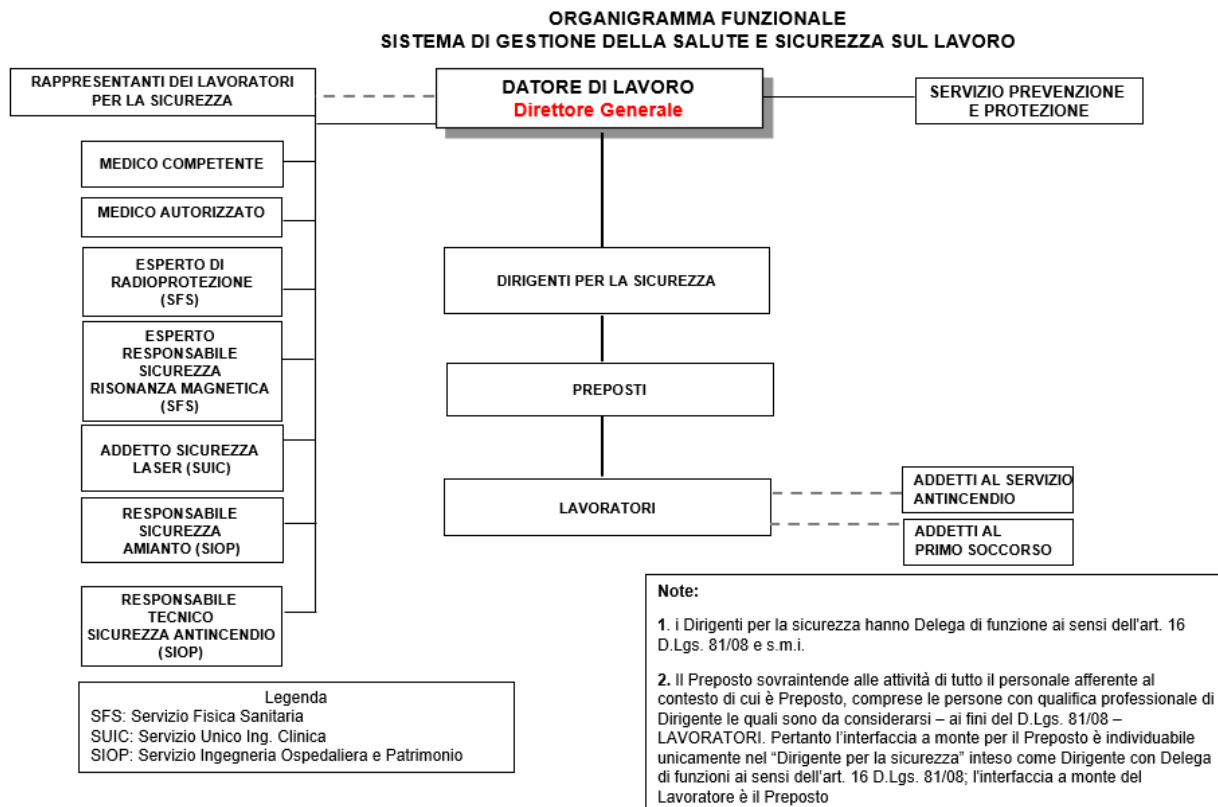 ORGANIGRAMMA FUNZIONALE
SISTEMA DI GESTIONE DELLA SALUTE E SICUREZZA SUL LAVORO
RAPPRESENTANTI DEI LAVORATORI
PER LA SICUREZZA
DATORE DI LAVORO
Direttore Generale
SERVIZIO PREVENZIONE
E PROTEZIONE
MEDICO COMPETENTE
MEDICO AUTORIZZATO
ESPERTO DI
RADIOPROTEZIONE
(SFS)
ESPERTO
RESPONSABILE
SICUREZZA
RISONANZA MAGNETICA
(SFS)
ADDETTO SICUREZZA
LASER (SUIC)
RESPONSABILE
SICUREZZA
AMIANTO (SIOP)
RESPONSABILE
TECNICO
SICUREZZA ANTINCENDIO
(SIOP)
DIRIGENTI PER LA SICUREZZA
PREPOSTI
LAVORATORI
ADDETTI AL SERVIZIO
ANTINCENDIO
ADDETTI AL
PRIMO SOCCORSO
Legenda
SFS: Servizio Fisica Sanitaria
SUIC: Servizio Unico Ing. Clinica
SIOP: Servizio Ingegneria Ospedaliera e Patrimonio
Note:
1. i Dirigenti per la sicurezza hanno Delega di funzione ai sensi dell'art. 16
D.Lgs. 81/08 e s.m.i.
2. Il Preposto sovraintende alle attività di tutto il personale afferente al
contesto di cui è Preposto, comprese le persone con qualifica professionale di
Dirigente le quali sono da considerarsi – ai fini del D.Lgs. 81/08 –
LAVORATORI. Pertanto l'interfaccia a monte per il Preposto è individuabile
unicamente nel "Dirigente per la sicurezza" inteso come Dirigente con Delega
di funzioni ai sensi dell'art. 16 D.Lgs. 81/08; l'interfaccia a monte del
Lavoratore è il Preposto